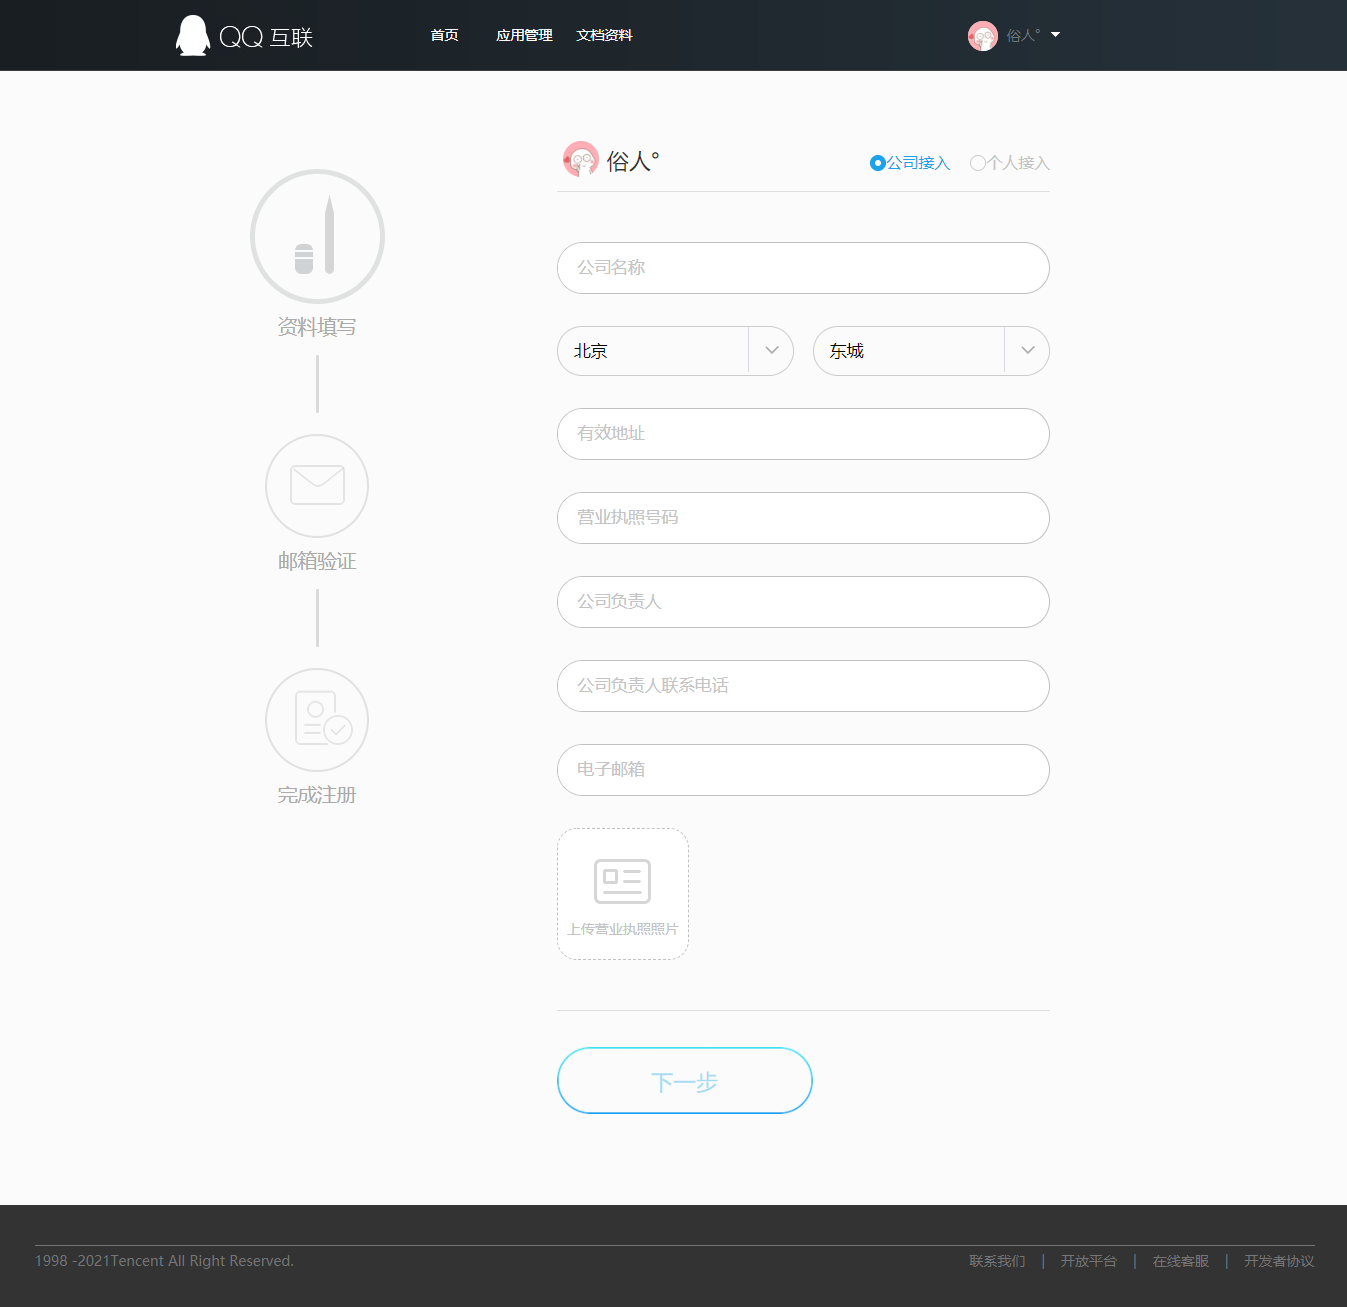 QQ 互联 首页 应用管理 文档资料 俗人°
俗人° 公司接入 个人接入
公司名称
资料填写
北京 东城
有效地址
营业执照号码
邮箱验证
公司负责人
公司负责人联系电话
电子邮箱
完成注册
上传营业执照照片
下一步
1998 -2021Tencent All Right Reserved. 联系我们 | 开放平台 | 在线客服 | 开发者协议